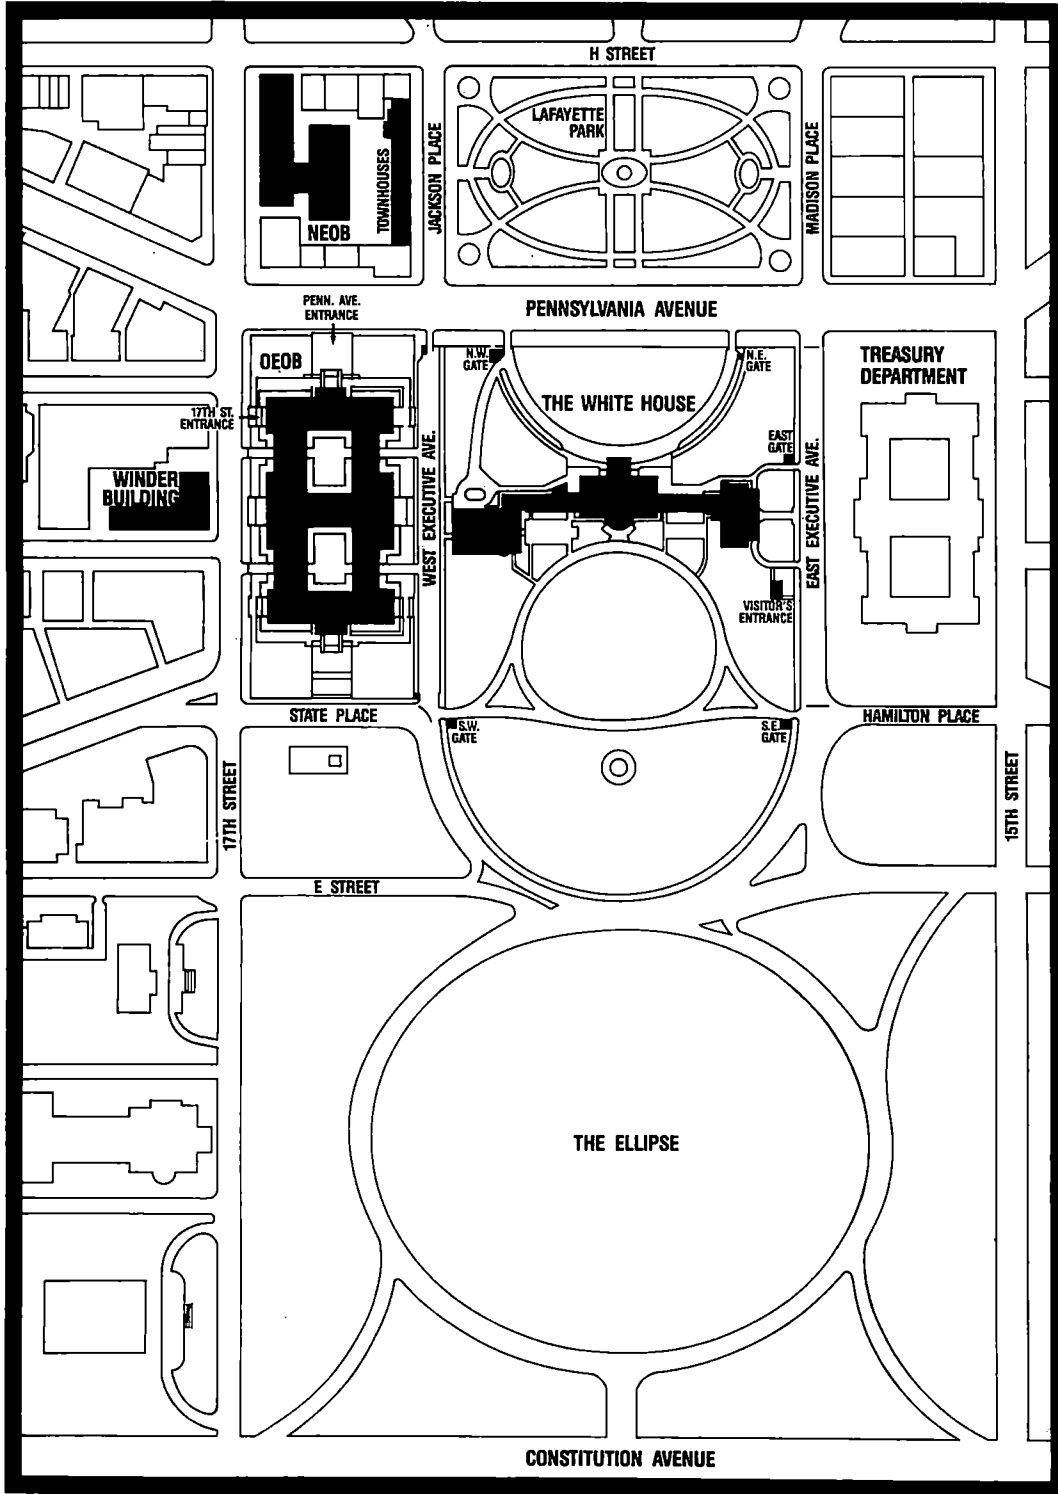 H STREET
LAFAYETTE
PARK
JACKSON PLACE
MADISON PLACE
TOWNHOUSES
NEOB
PENNSYLVANIA AVENUE
PENN. AVE.
ENTRANCE
OEOB
N.W.
GATE
N.E.
GATE
TREASURY
DEPARTMENT
THE WHITE HOUSE
17TH ST.
ENTRANCE
EAST
GATE
WINDER
BUILDING
WEST EXECUTIVE AVE.
EAST EXECUTIVE AVE.
VISITOR'S
ENTRANCE
STATE PLACE
HAMILTON PLACE
S.W.
GATE
S.E.
GATE
17TH STREET
15TH STREET
E STREET
THE ELLIPSE
CONSTITUTION AVENUE